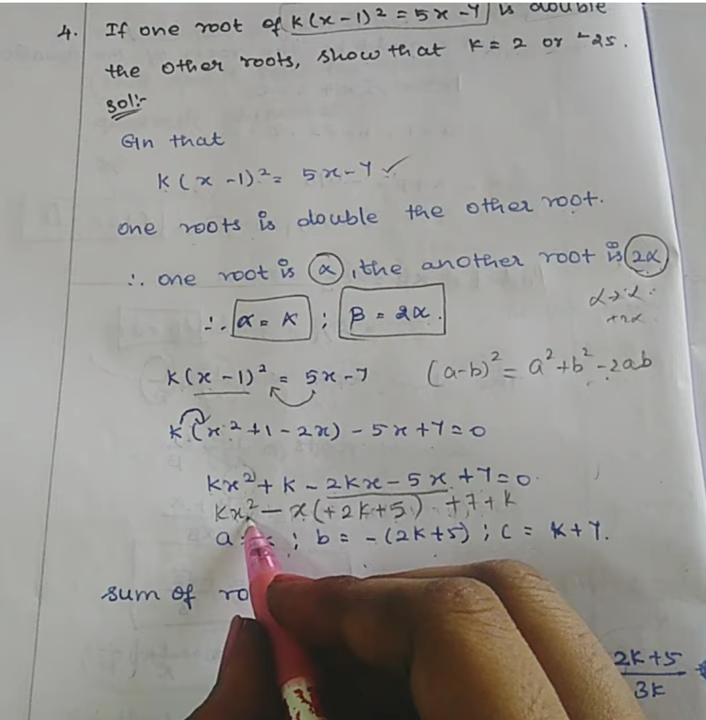 4. If one root of k(x-1)² = 5x-7 is double
the other roots, show that k = 2 or -25.
Sol:-
Gn that
k(x-1)² = 5x-7 ✓
one roots is double the other root.
∴ one root is α, the another root is 2α
∴ α = α ; β = 2α.
k(x-1)² = 5x-7 (a-b)² = a²+b²-2ab
k(x²+1-2x) - 5x+7=0
kx²+k-2kx-5x+7=0
kx²-x(+2k+5) +7+k
a ; b = -(2k+5) ; c = k+7.
sum of
2k+5
3k